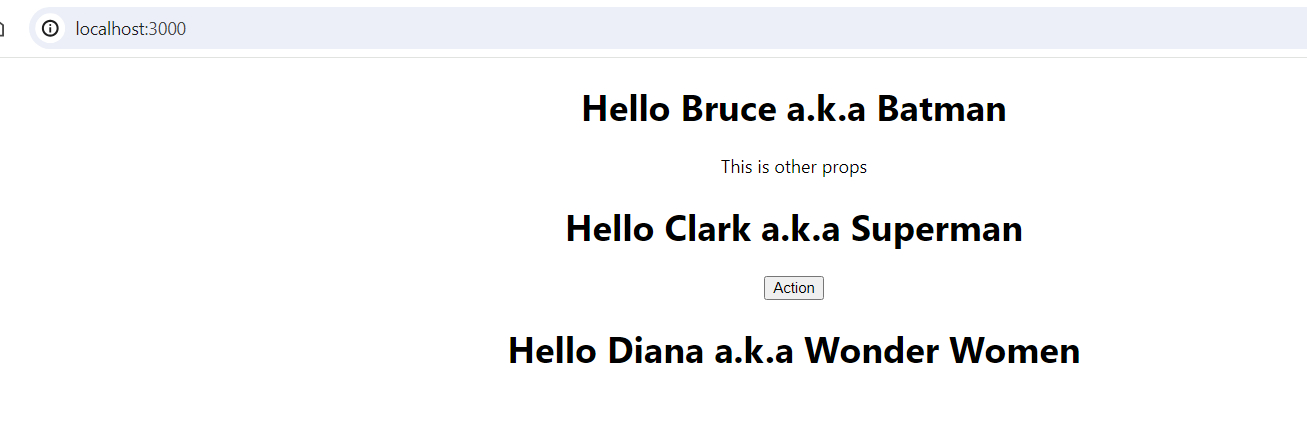 localhost:3000
Hello Bruce a.k.a Batman
This is other props
Hello Clark a.k.a Superman
Action
Hello Diana a.k.a Wonder Women